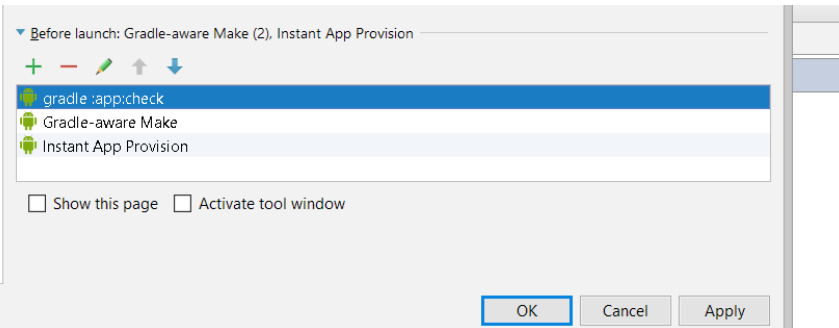 Before launch: Gradle-aware Make (2), Instant App Provision
gradle :app:check
Gradle-aware Make
Instant App Provision
Show this page Activate tool window
OK Cancel Apply